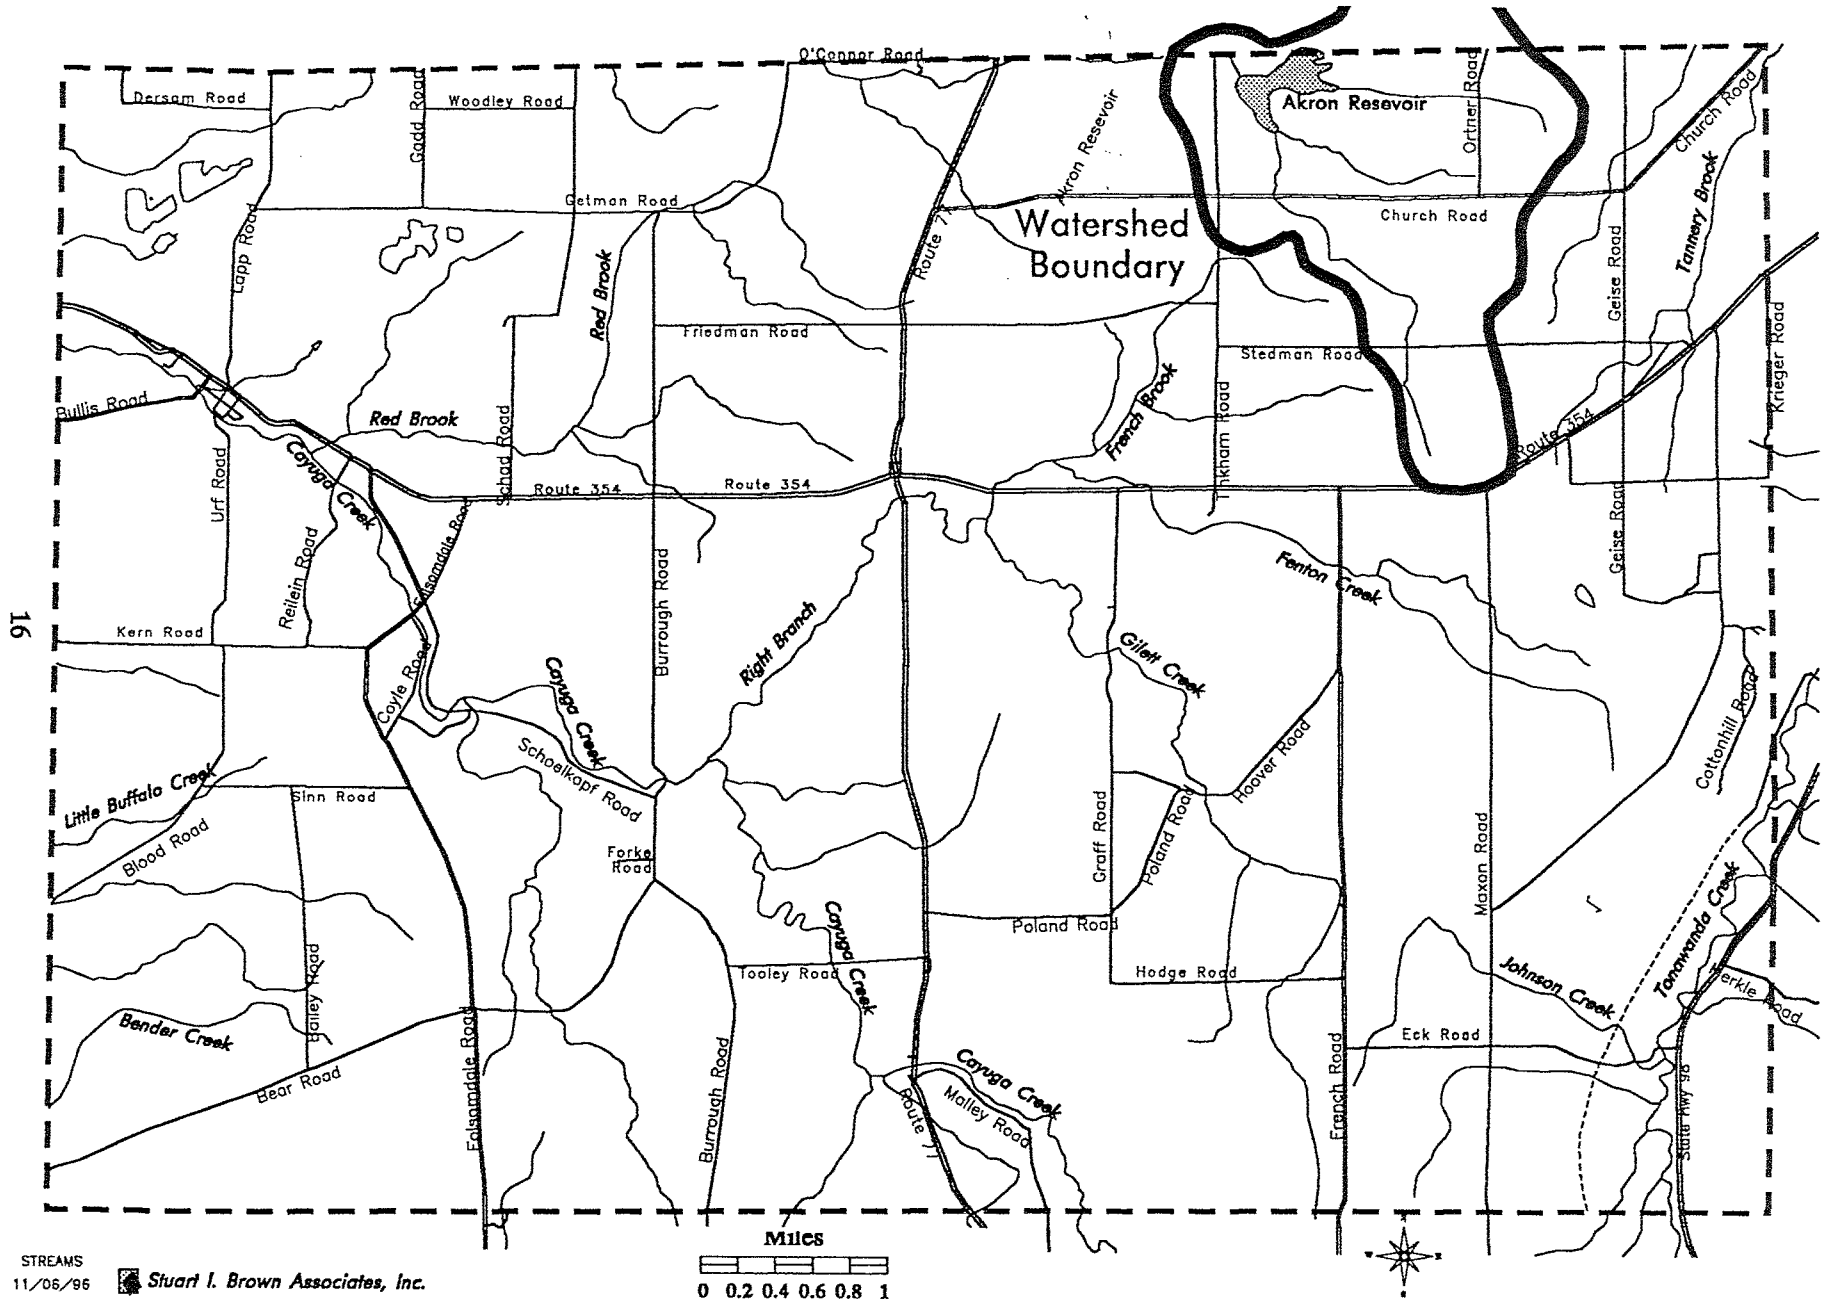 O'Connor Road
Dersam Road
Gadd Road
Woodley Road
Akron Resevoir
Akron Resevoir
Ortner Road
Church Road
Getman Road
Lapp Road
Red Brook
Route 77
Watershed
Boundary
Church Road
Geise Road
Tannery Brook
Friedman Road
Stedman Road
Krieger Road
Bullis Road
Red Brook
Schad Road
French Brook
Tinkham Road
Route 354
Cayuga Creek
Urf Road
Route 354
Route 354
Geise Road
Reilein Road
Folsomdale Road
Burrough Road
Fenton Creek
16
Kern Road
Coyle Road
Right Branch
Gilett Creek
Cayuga Creek
Schoelkapf Road
Hoover Road
Cottonhill Road
Little Buffalo Creek
Sinn Road
Blood Road
Forke
Road
Graff Road
Poland Road
Maxon Road
Tonawanda Creek
Cayuga Creek
Poland Road
Tooley Road
Hodge Road
Johnson Creek
Herkle Road
Bailey Road
Bender Creek
Bear Road
Folsomdale Road
Burrough Road
Cayuga Creek
Malley Road
Route 77
French Road
Eck Road
State Hwy 98
STREAMS
11/06/96
Stuart I. Brown Associates, Inc.
Miles
0 0.2 0.4 0.6 0.8 1